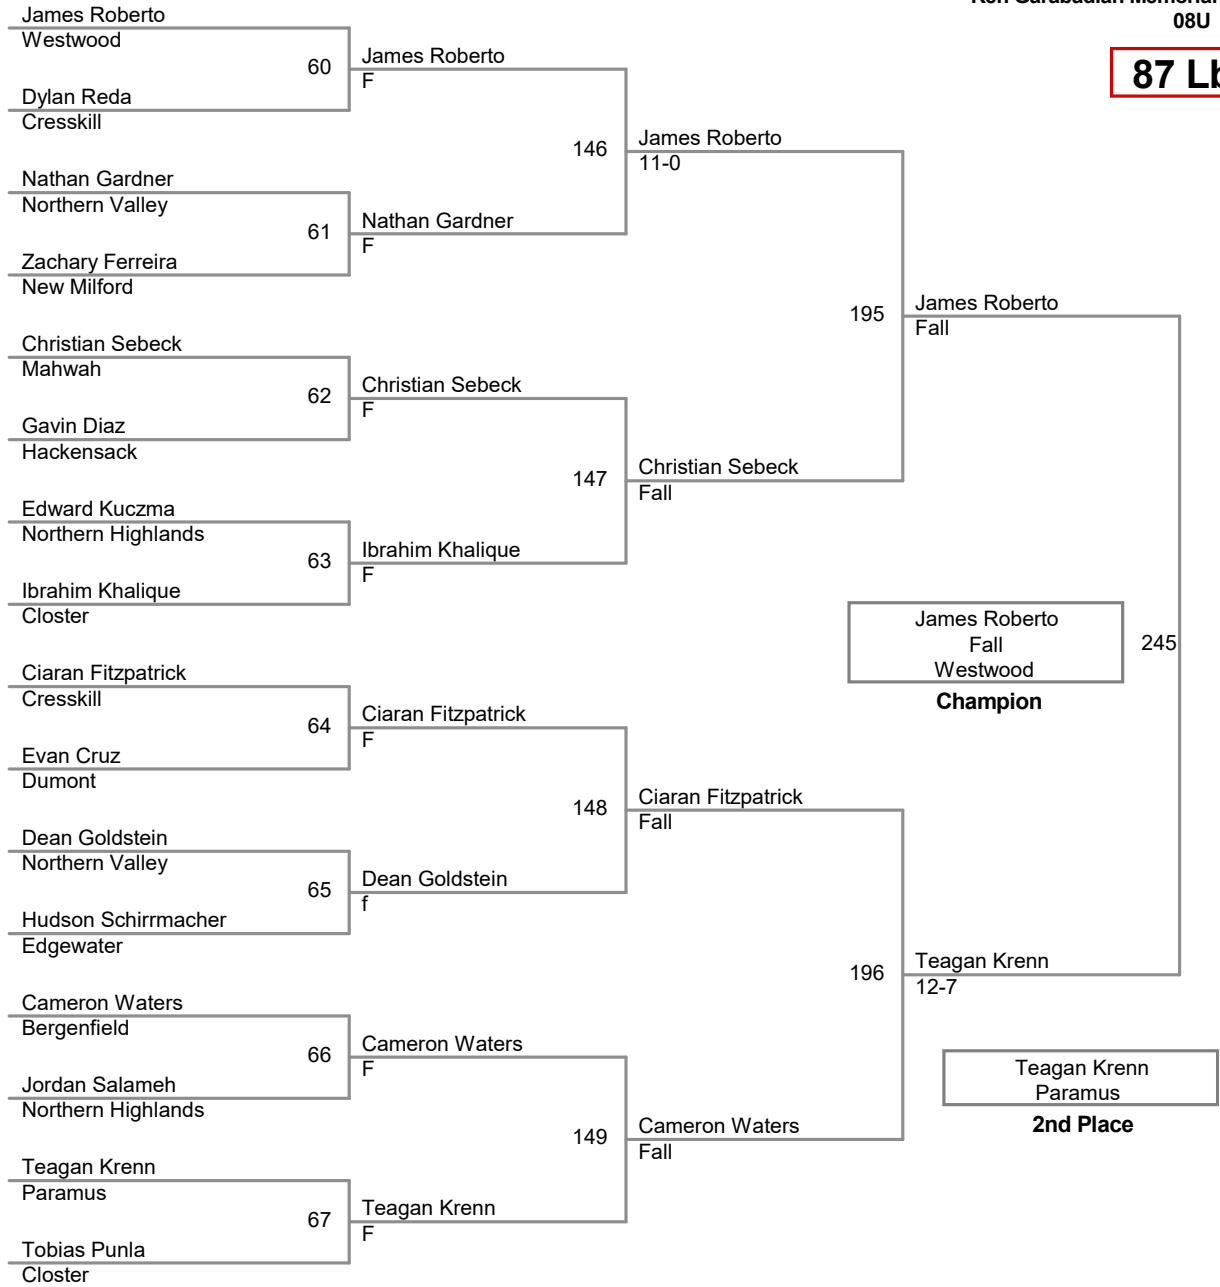 James Roberto
Westwood
60
Dylan Reda
Cresskill
Nathan Gardner
Northern Valley
61
Zachary Ferreira
New Milford
Christian Sebeck
Mahwah
62
Gavin Diaz
Hackensack
Edward Kuczma
Northern Highlands
63
Ibrahim Khalique
Closter
Ciaran Fitzpatrick
Cresskill
64
Evan Cruz
Dumont
Dean Goldstein
Northern Valley
65
Hudson Schirrmacher
Edgewater
Cameron Waters
Bergenfield
66
Jordan Salameh
Northern Highlands
Teagan Krenn
Paramus
67
Tobias Punla
Closter
James Roberto
F
146
Nathan Gardner
F
Christian Sebeck
F
147
Ibrahim Khalique
F
Ciaran Fitzpatrick
F
148
Dean Goldstein
f
Cameron Waters
F
149
Teagan Krenn
F
James Roberto
11-0
195
Christian Sebeck
Fall
Ciaran Fitzpatrick
Fall
196
Cameron Waters
Fall
08U
87
James Roberto
Fall
245
James Roberto
Fall
Westwood
Champion
Teagan Krenn
12-7
Teagan Krenn
Paramus
2nd Place